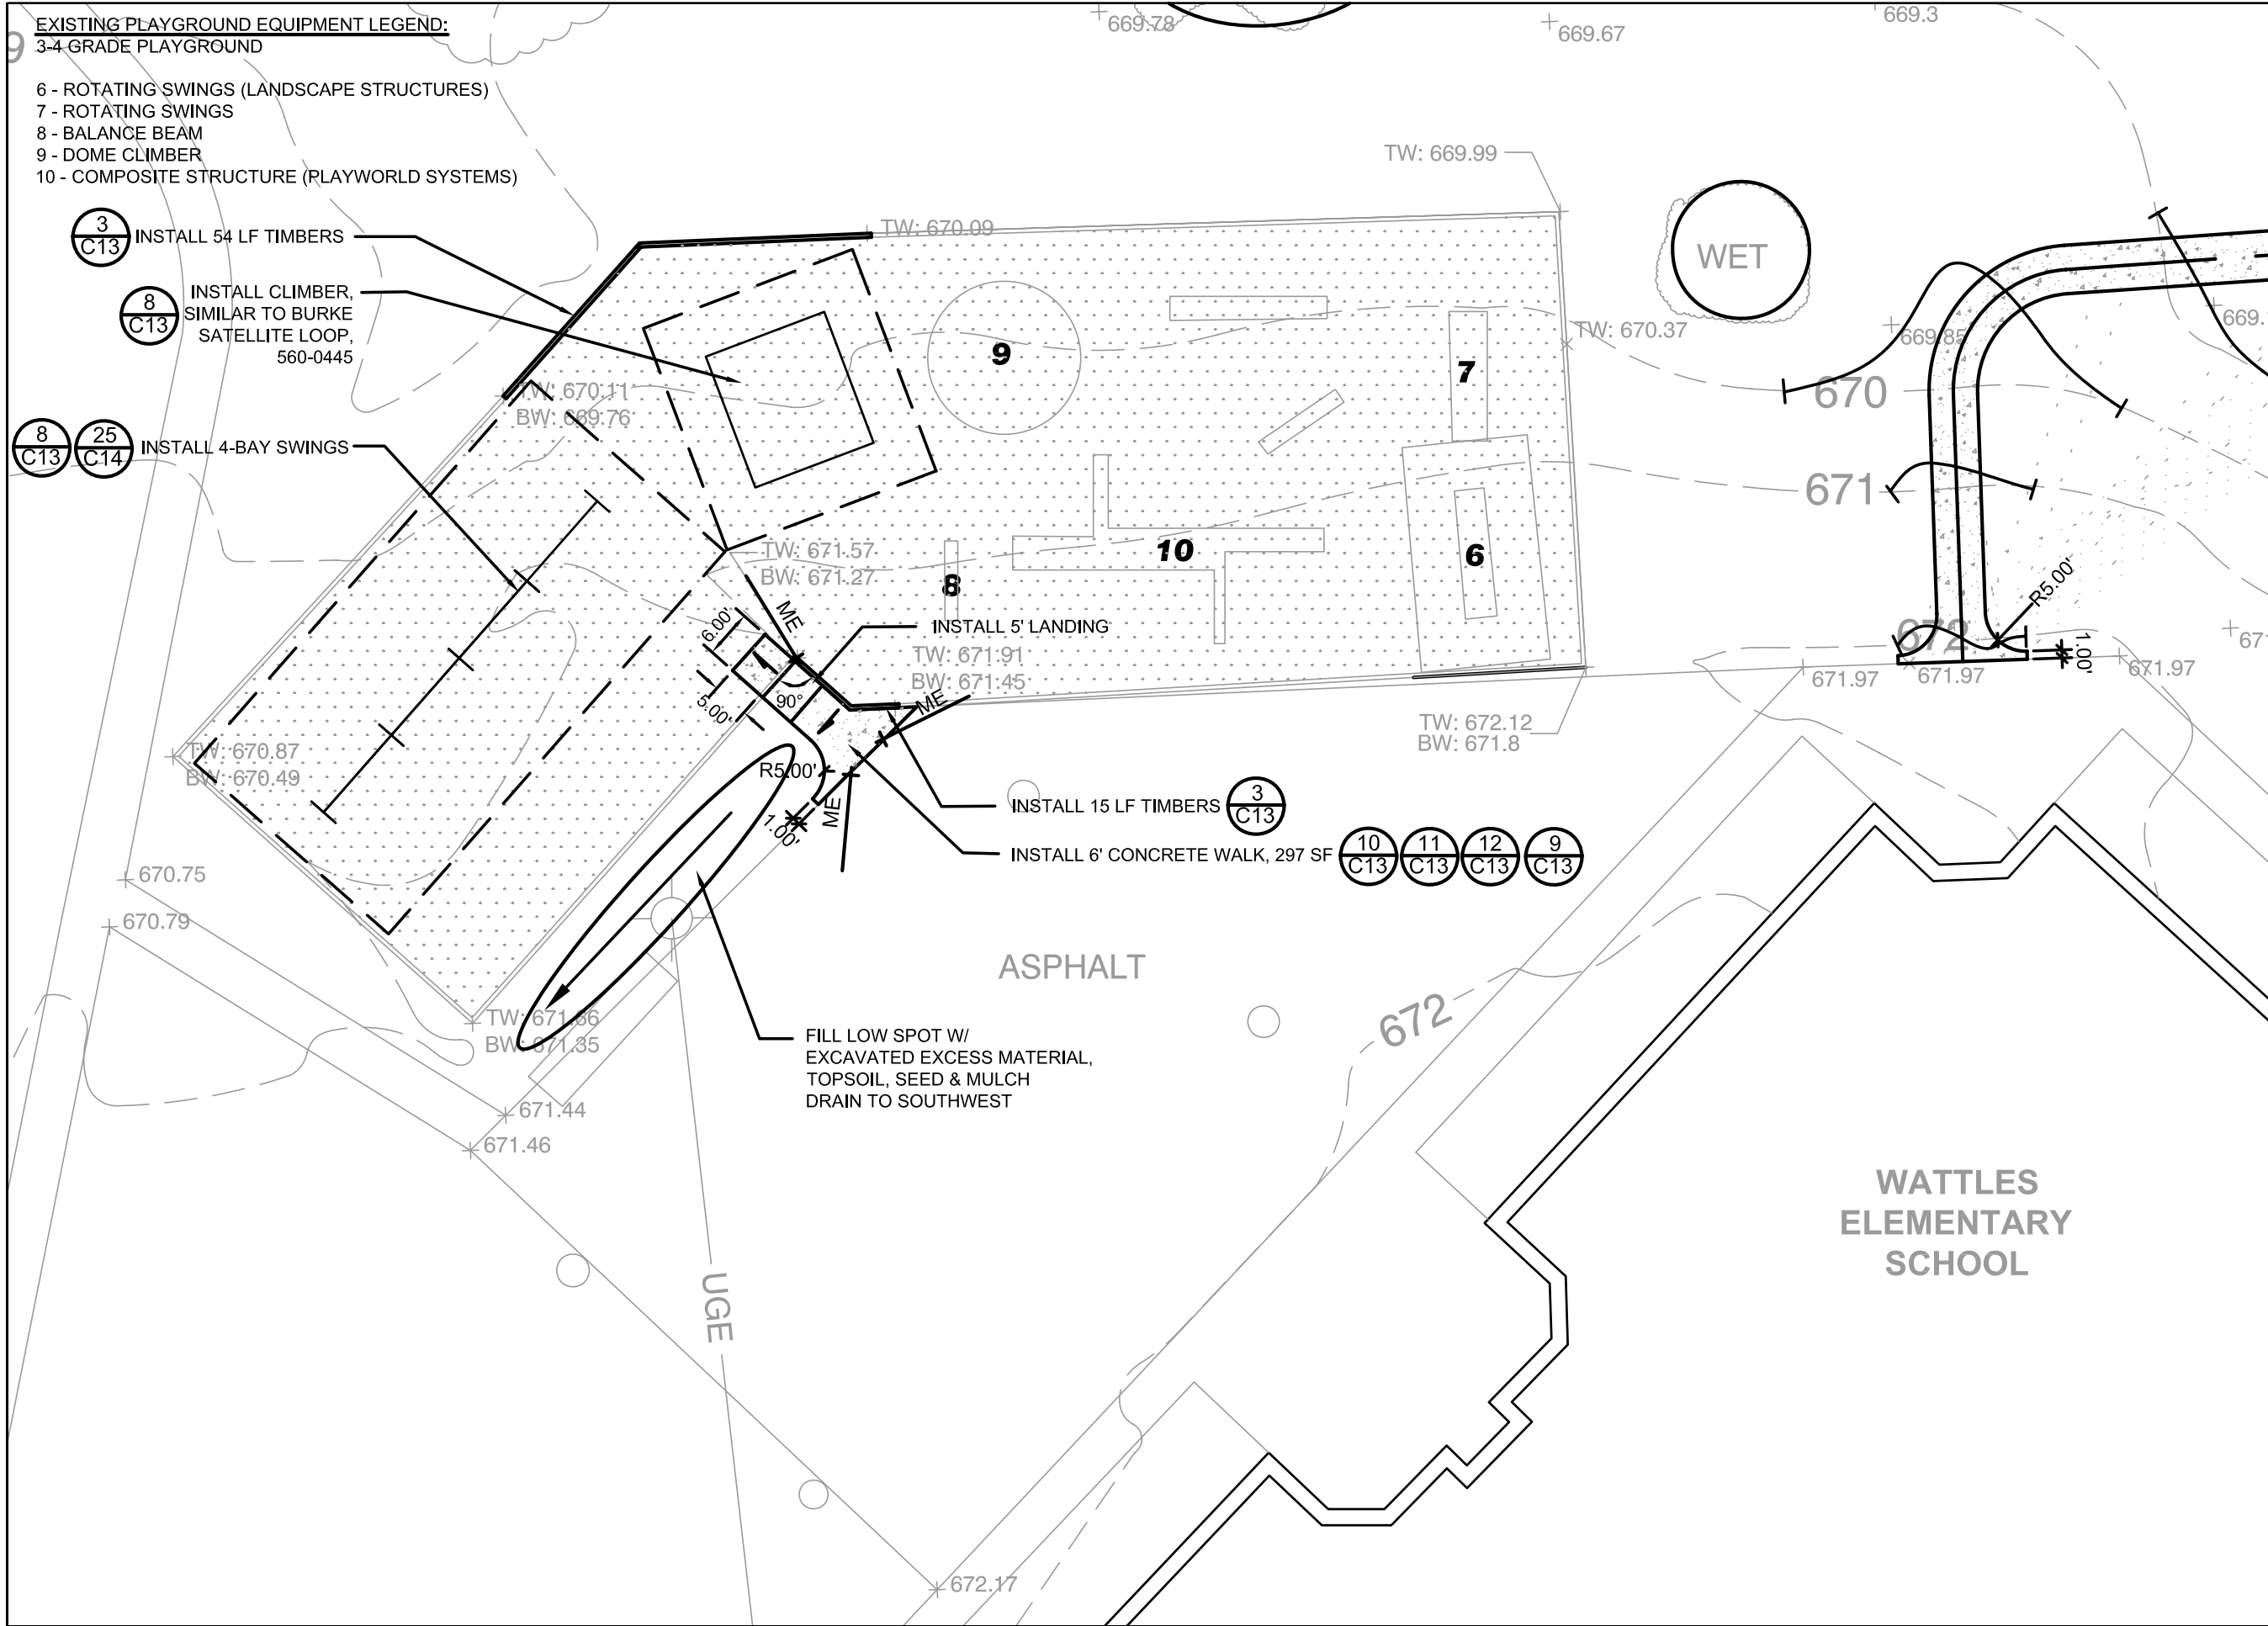 EXISTING PLAYGROUND EQUIPMENT LEGEND:
3-4 GRADE PLAYGROUND
6 - ROTATING SWINGS (LANDSCAPE STRUCTURES)
7 - ROTATING SWINGS
8 - BALANCE BEAM
9 - DOME CLIMBER
10 - COMPOSITE STRUCTURE (PLAYWORLD SYSTEMS)
9
669.78
669.67
669.3
3
C13
INSTALL 54 LF TIMBERS
8
C13
INSTALL CLIMBER,
SIMILAR TO BURKE
SATELLITE LOOP,
560-0445
8
C13
25
C14
INSTALL 4-BAY SWINGS
TW: 670.09
TW: 669.99
WET
TW: 670.37
669.85
669.
670
671
672
TW: 670.11
BW: 669.76
9
7
10
6
8
TW: 671.57
BW: 671.27
ME
6.00'
5.00'
90°
INSTALL 5' LANDING
TW: 671.91
BW: 671.45
ME
R5.00'
1.00'
671.97
671.97
671.97
67
TW: 672.12
BW: 671.8
TW: 670.87
BW: 670.49
R5.00'
1.00'
ME
INSTALL 15 LF TIMBERS
3
C13
INSTALL 6' CONCRETE WALK, 297 SF
10
C13
11
C13
12
C13
9
C13
670.75
670.79
ASPHALT
672
TW: 671.66
BW: 671.35
FILL LOW SPOT W/
EXCAVATED EXCESS MATERIAL,
TOPSOIL, SEED & MULCH
DRAIN TO SOUTHWEST
671.44
671.46
UGE
WATTLES
ELEMENTARY
SCHOOL
672.17